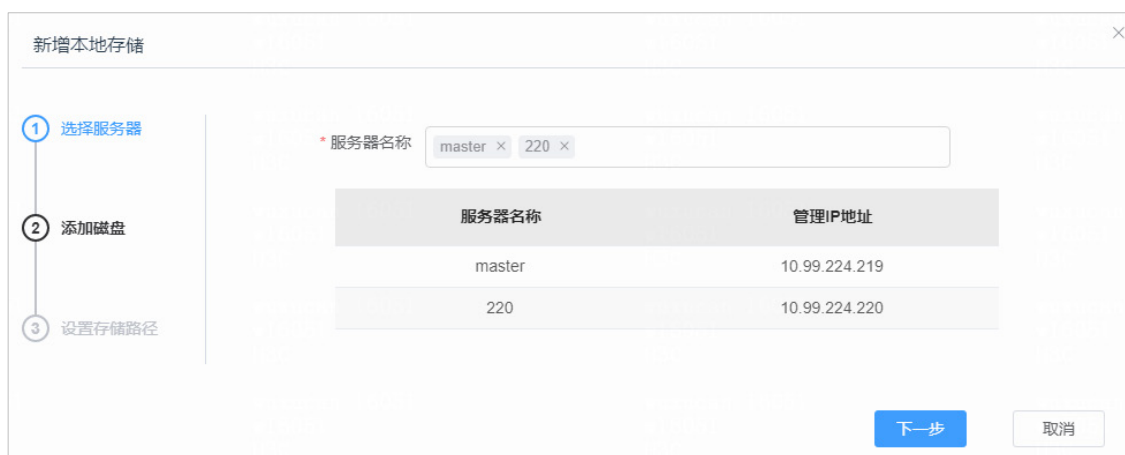 新增本地存储
×
1 选择服务器
* 服务器名称 master × 220 ×
服务器名称 管理IP地址
2 添加磁盘
master 10.99.224.219
220 10.99.224.220
3 设置存储路径
下一步 取消